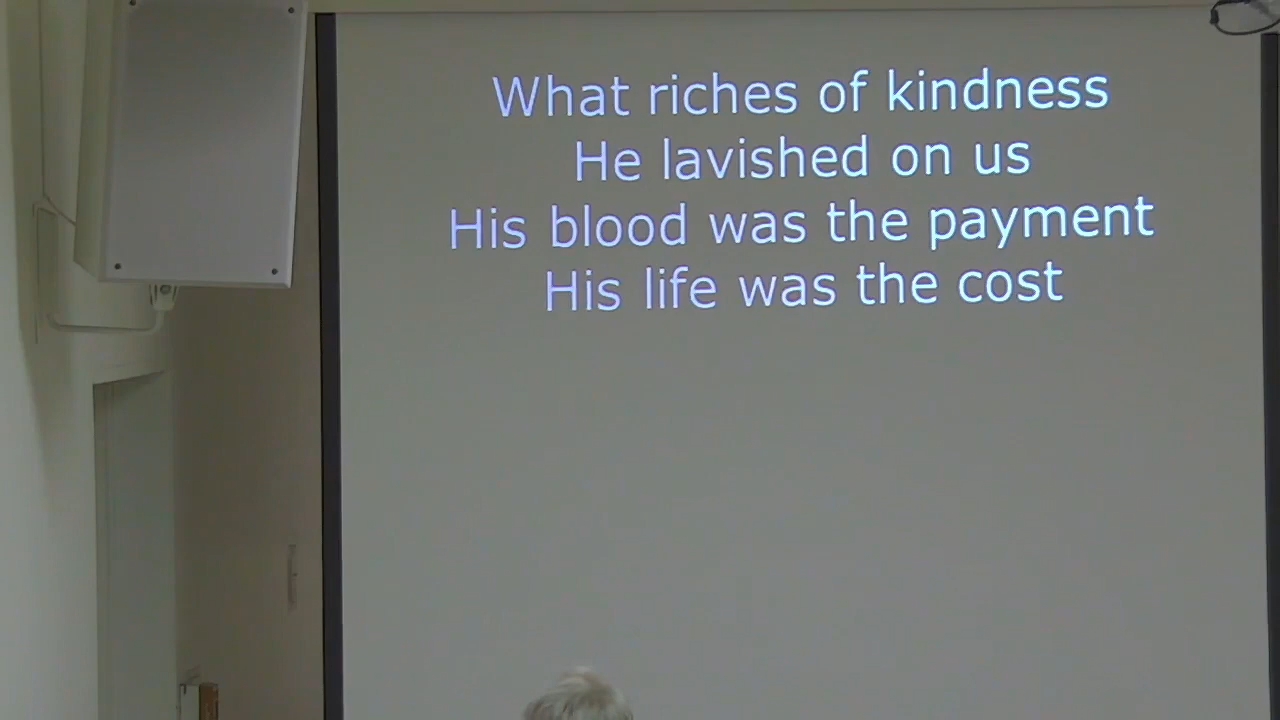 What riches of kindness
He lavished on us
His blood was the payment
His life was the cost